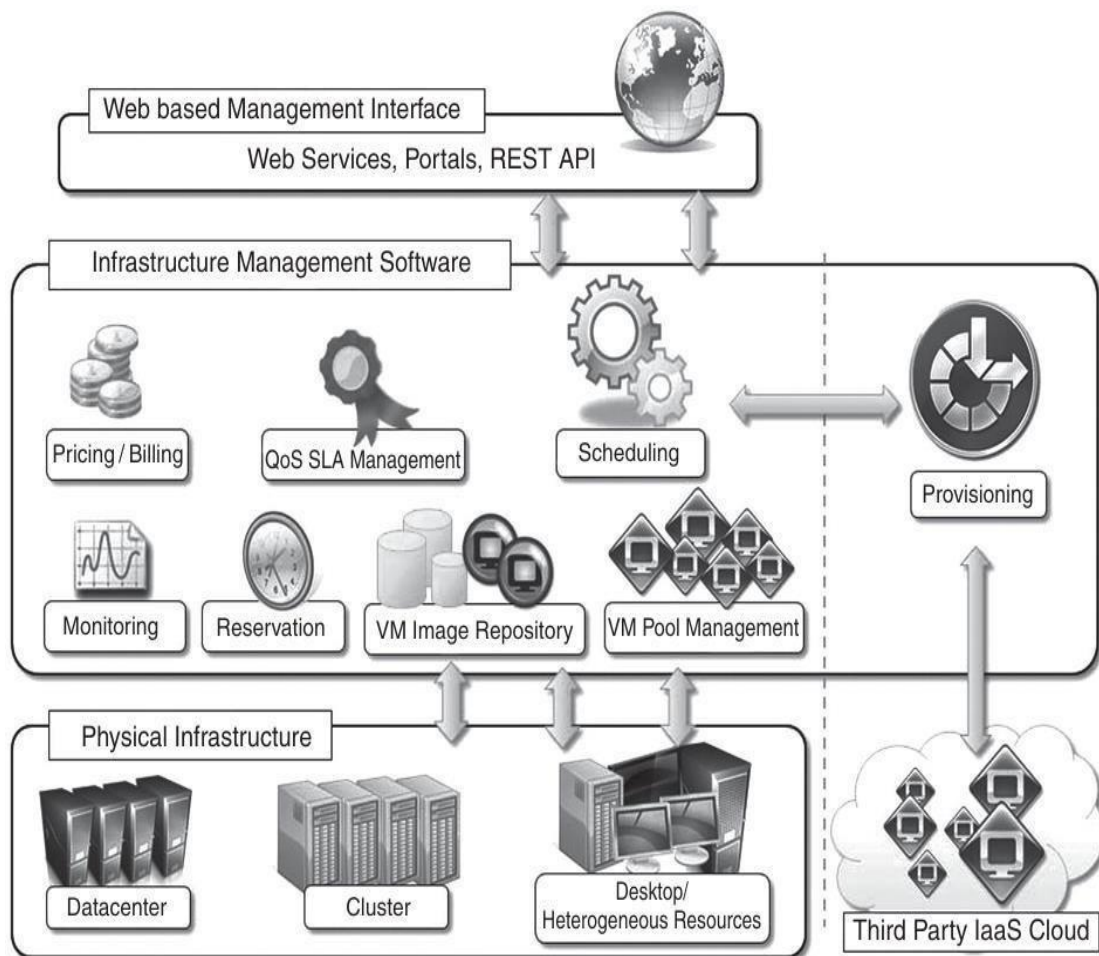 Web based Management Interface
Web Services, Portals, REST API
Infrastructure Management Software
Pricing / Billing
QoS SLA Management
Scheduling
Provisioning
Monitoring
Reservation
VM Image Repository
VM Pool Management
Physical Infrastructure
Datacenter
Cluster
Desktop/
Heterogeneous Resources
Third Party IaaS Cloud